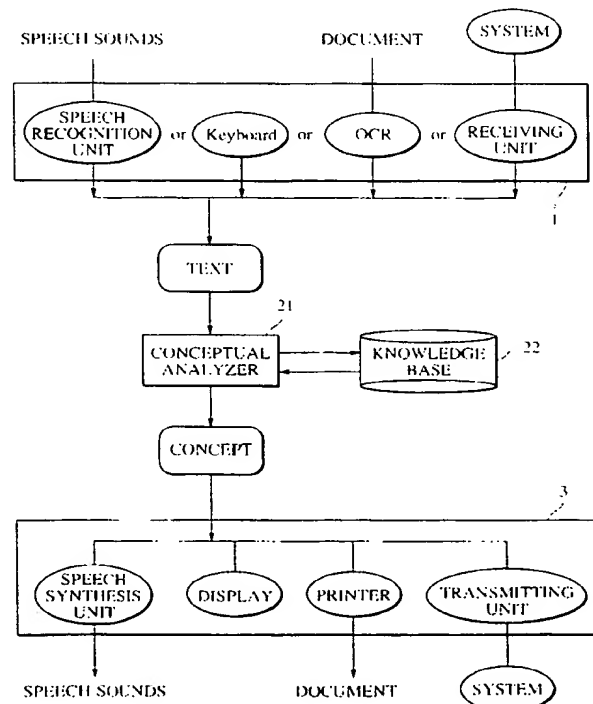 SPEECH SOUNDS
DOCUMENT
SYSTEM
SPEECH
RECOGNITION
UNIT
or
Keyboard
or
OCR
or
RECEIVING
UNIT
1
TEXT
21
CONCEPTUAL
ANALYZER
KNOWLEDGE
BASE
22
CONCEPT
3
SPEECH
SYNTHESIS
UNIT
DISPLAY
PRINTER
TRANSMITTING
UNIT
SPEECH SOUNDS
DOCUMENT
SYSTEM